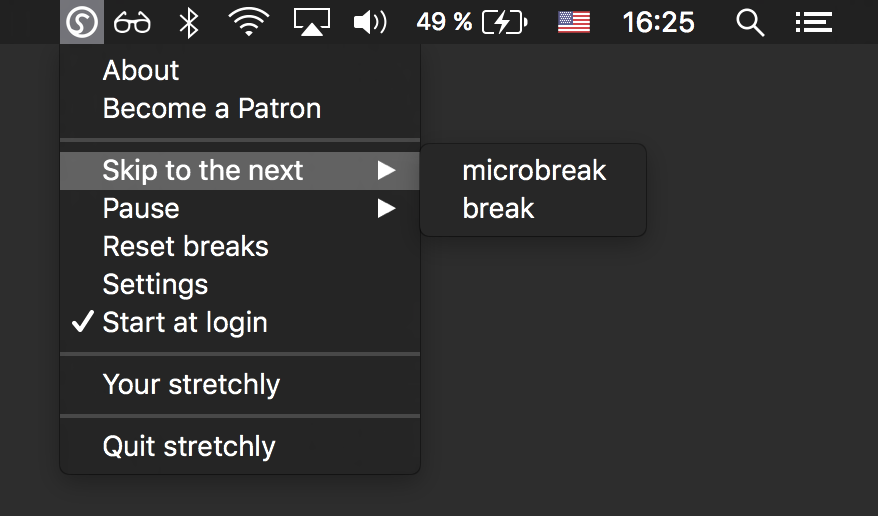 49 % 16:25
About
Become a Patron
Skip to the next
microbreak
break
Pause
Reset breaks
Settings
Start at login
Your stretchly
Quit stretchly